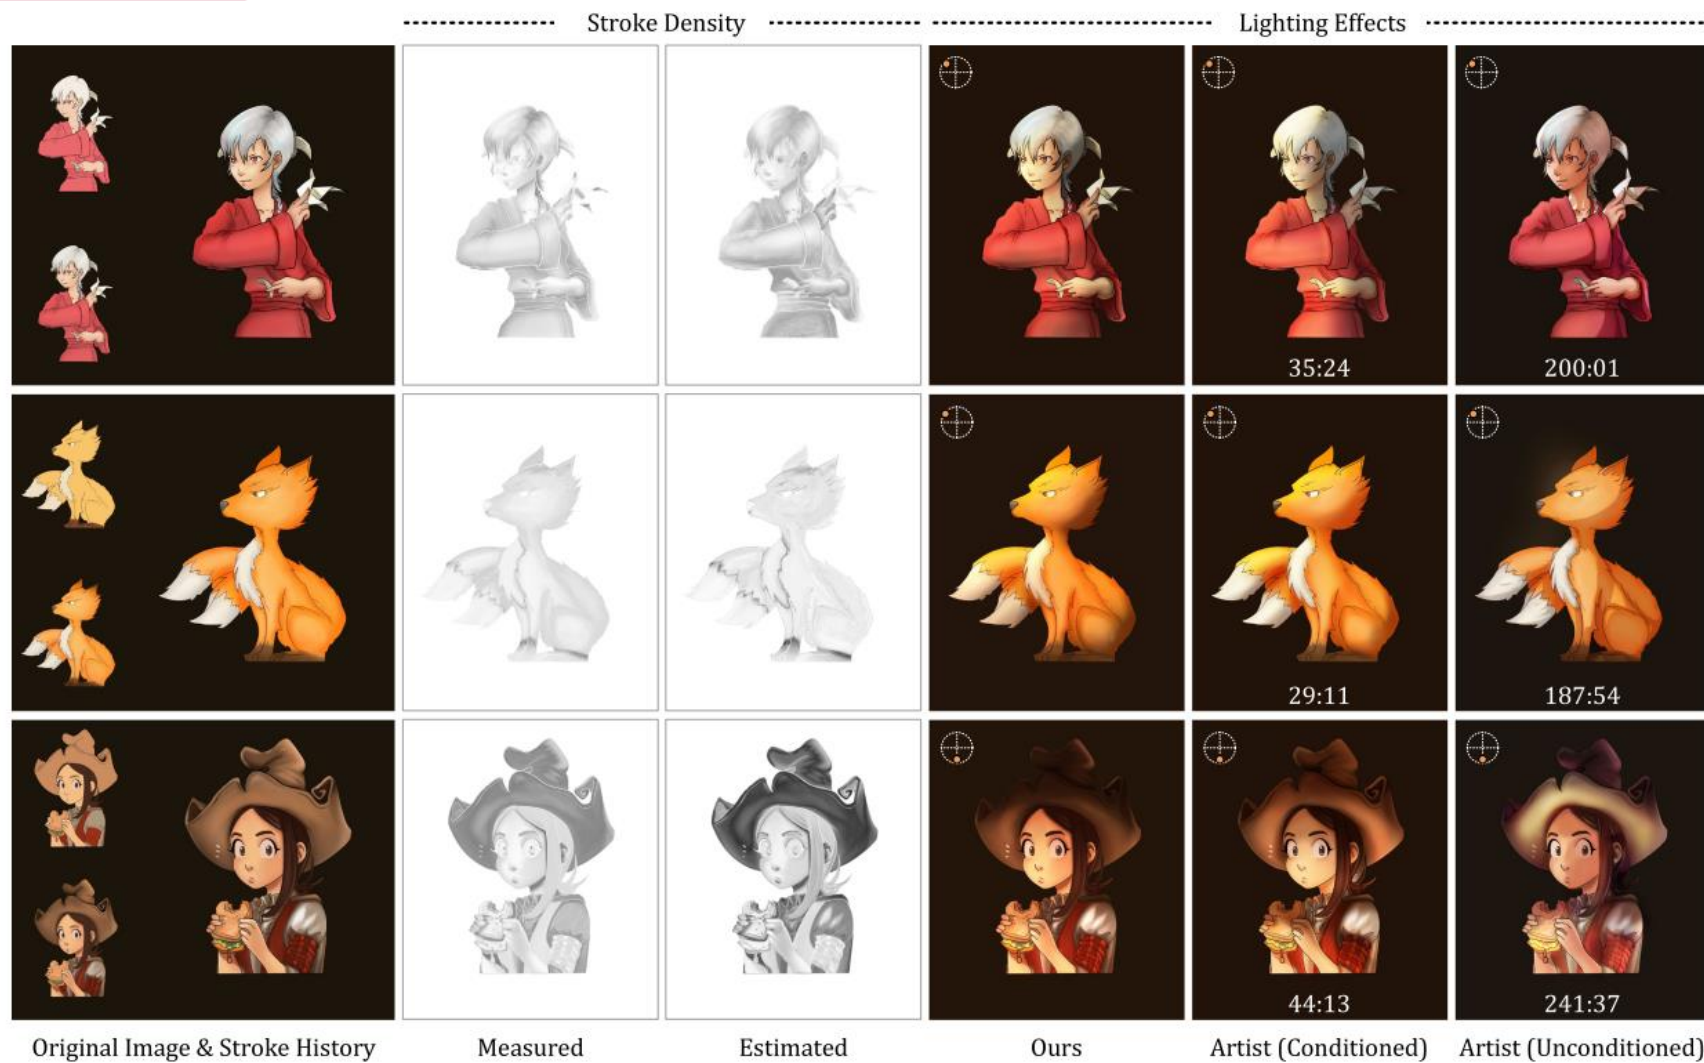 Stroke Density
Lighting Effects
35:24
200:01
29:11
187:54
44:13
241:37
Original Image & Stroke History
Measured
Estimated
Ours
Artist (Conditioned)
Artist (Unconditioned)